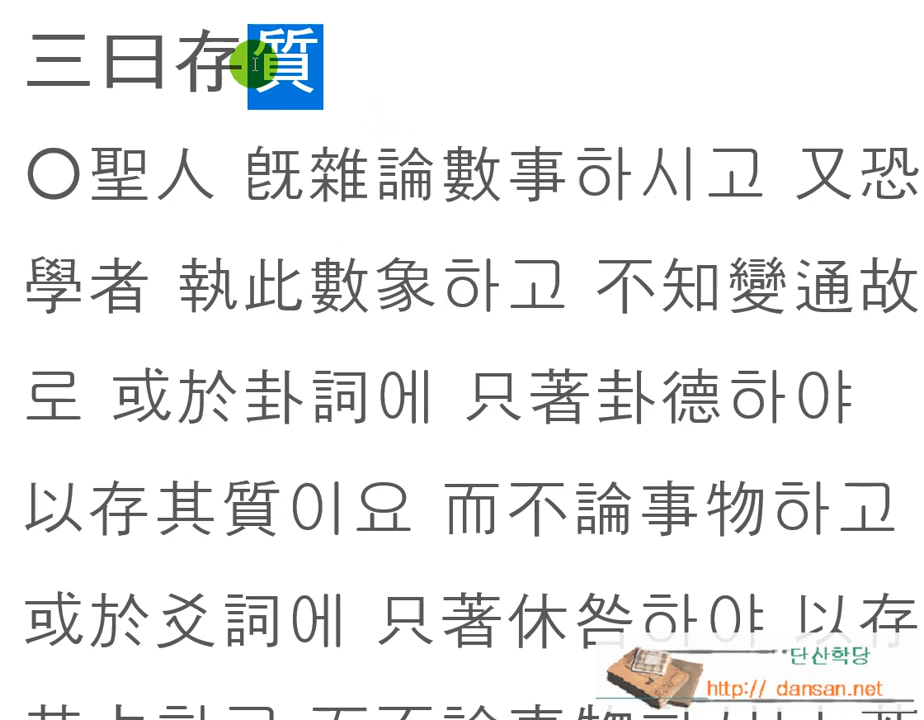 三曰存質
○聖人 旣雜論數事하시고 又恐
學者 執此數象하고 不知變通故
로 或於卦詞에 只著卦德하야
以存其質이요 而不論事物하고
或於爻詞에 只著休咎하야 以存
단산학당
http:// dansan.net